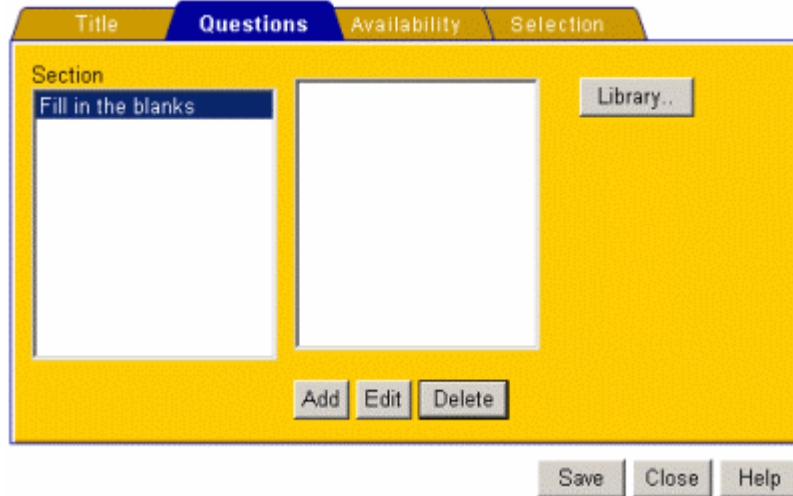 Title Questions Availability Selection
Section
Fill in the blanks
Library..
Add Edit Delete
Save Close Help